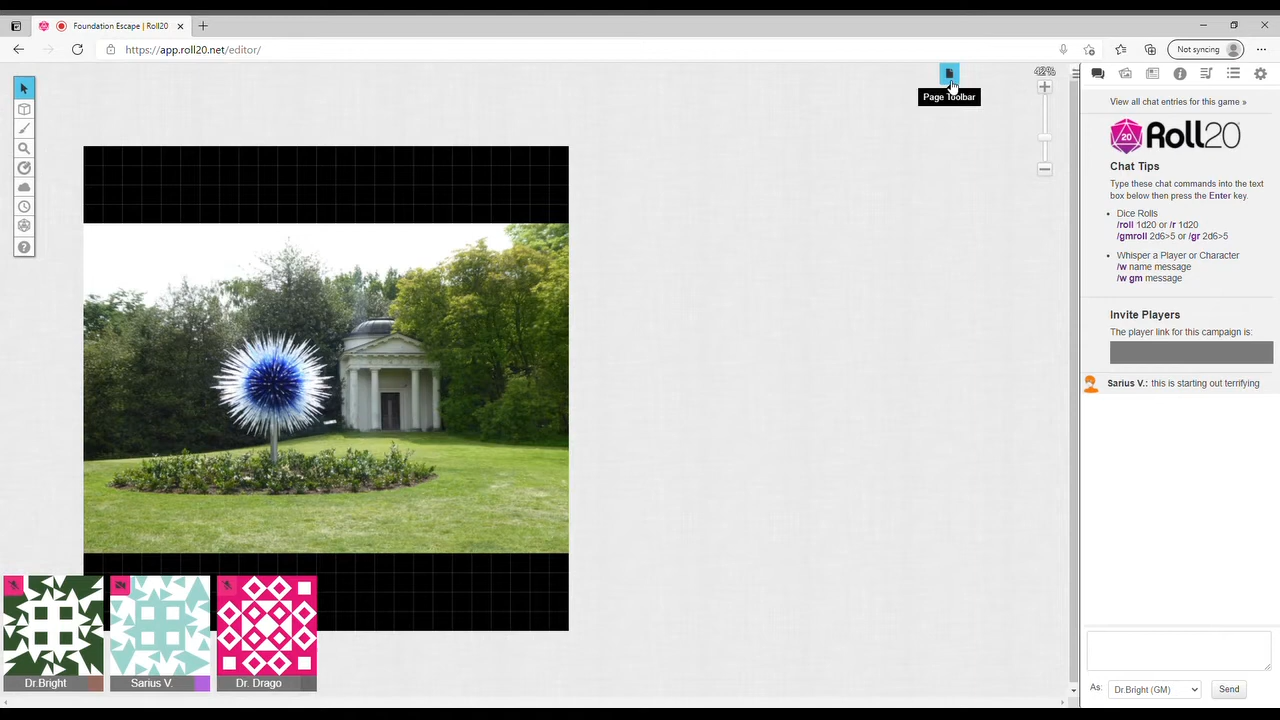 Foundation Escape | Roll20
https://app.roll20.net/editor/
Not syncing
Page Toolbar
42%
View all chat entries for this game »
20 Roll20
Chat Tips
Type these chat commands into the text
box below then press the Enter key.
Dice Rolls
/roll 1d20 or /r 1d20
/gmroll 2d6>5 or /gr 2d6>5
Whisper a Player or Character
/w name message
/w gm message
Invite Players
The player link for this campaign is:
Sarius V.: this is starting out terrifying
Dr.Bright
Sarius V.
Dr. Drago
As:
Dr.Bright (GM)
Send